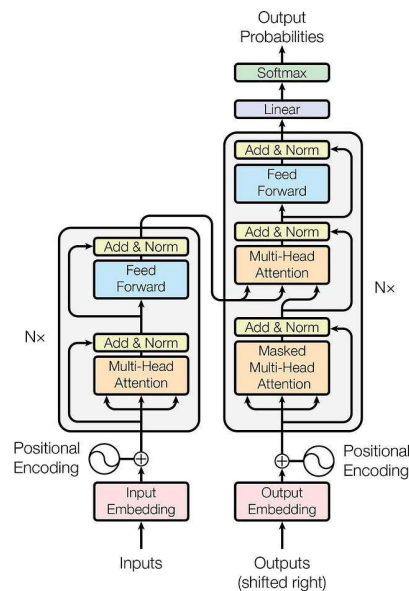 Output
Probabilities
Softmax
Linear
Add & Norm
Feed
Forward
Add & Norm
Multi-Head
Attention
Nx
Add & Norm
Masked
Multi-Head
Attention
Positional
Encoding
Output
Embedding
Outputs
(shifted right)
Add & Norm
Feed
Forward
Nx
Add & Norm
Multi-Head
Attention
Positional
Encoding
Input
Embedding
Inputs